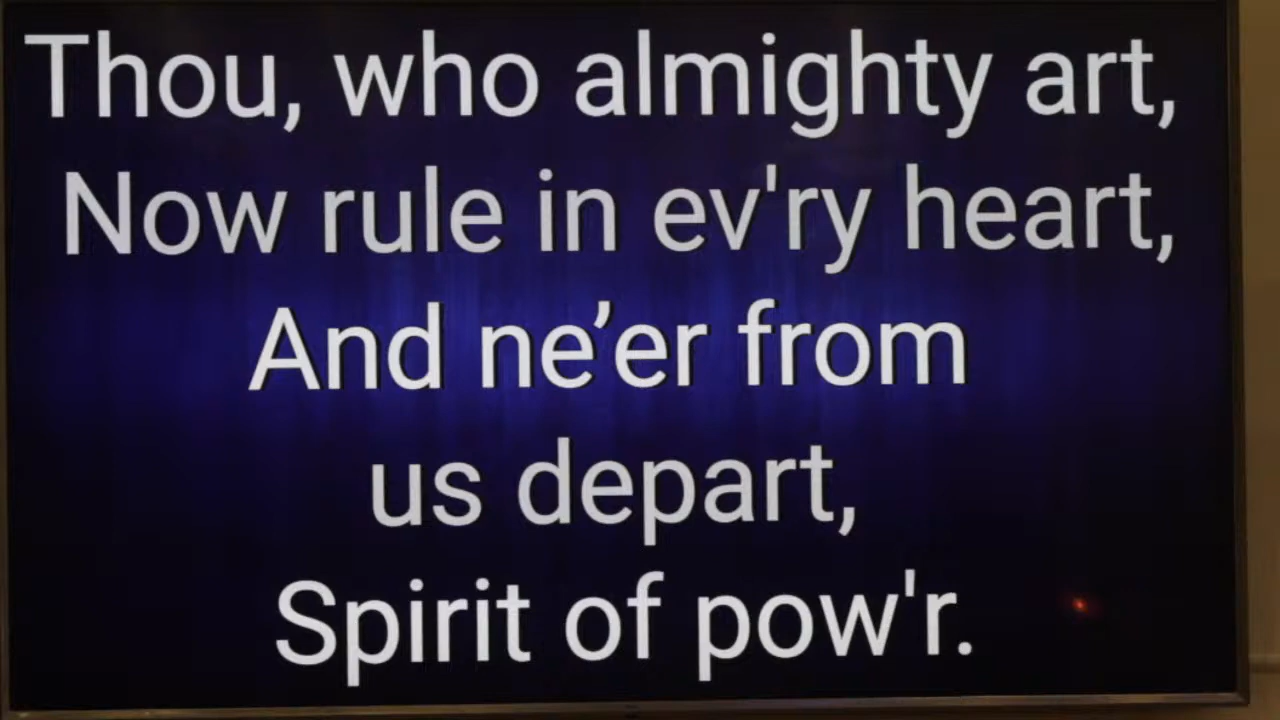 Thou, who almighty art,
Now rule in ev'ry heart,
And ne’er from
us depart,
Spirit of pow'r.